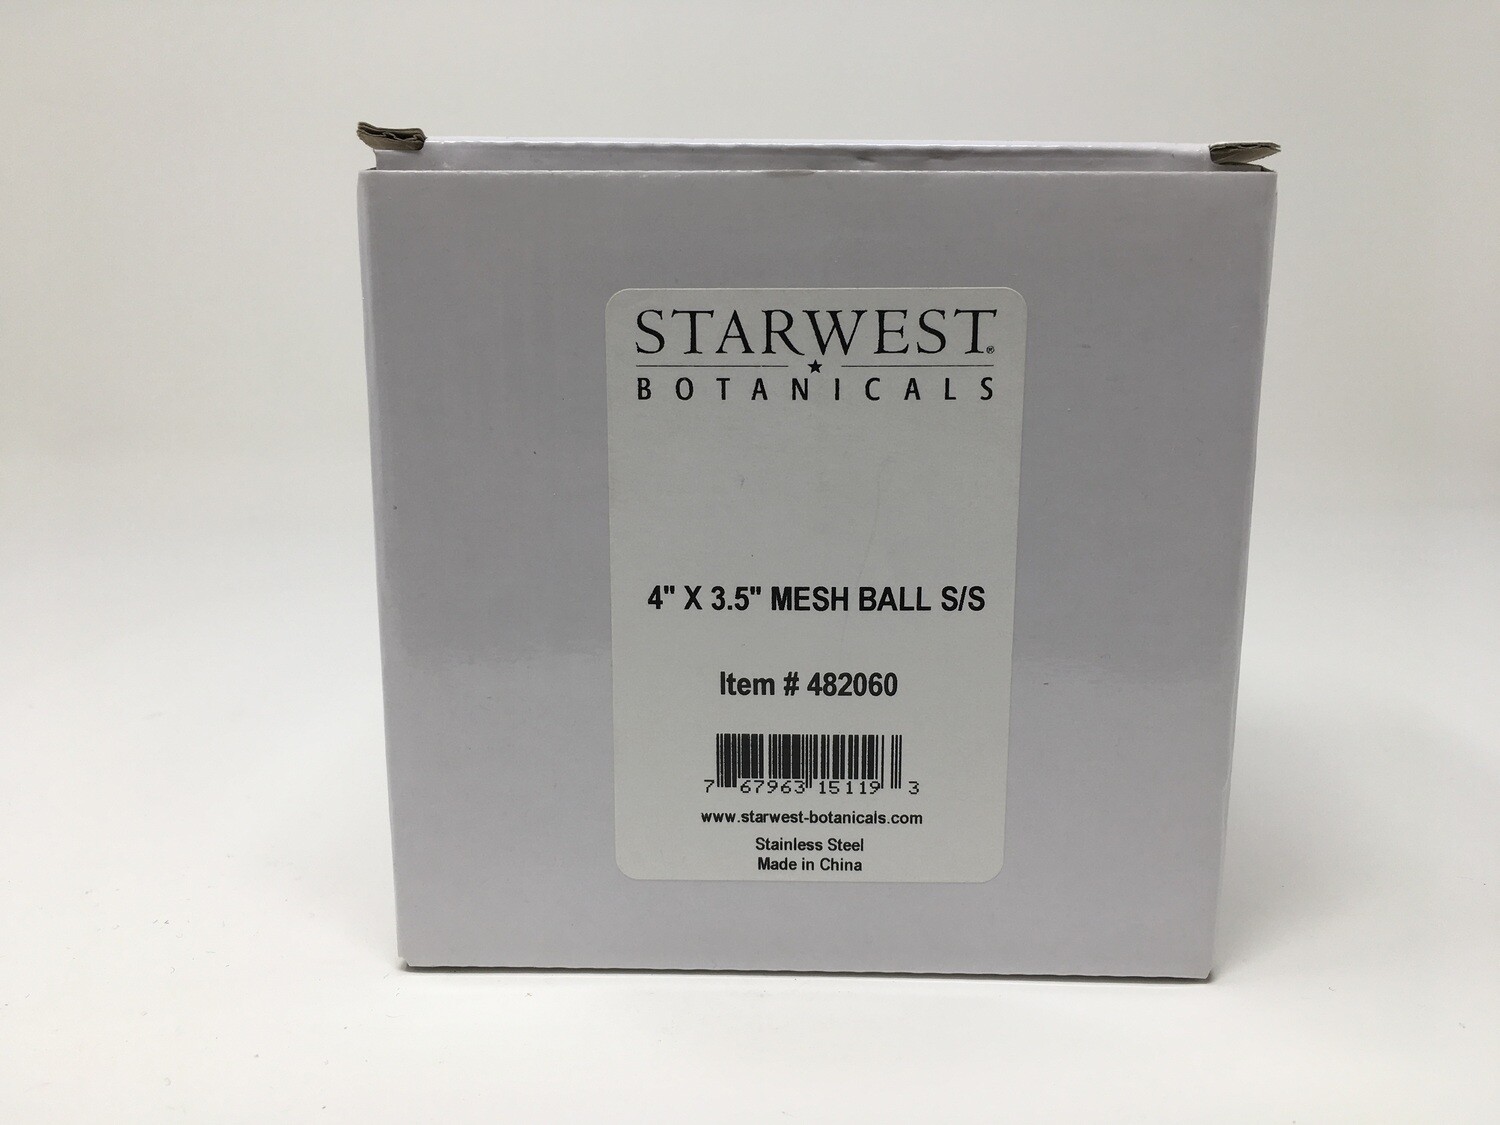 STARWEST®
BOTANICALS
4" X 3.5" MESH BALL S/S
Item # 482060
7 67963 15119 3
www.starwest-botanicals.com
Stainless Steel
Made in China